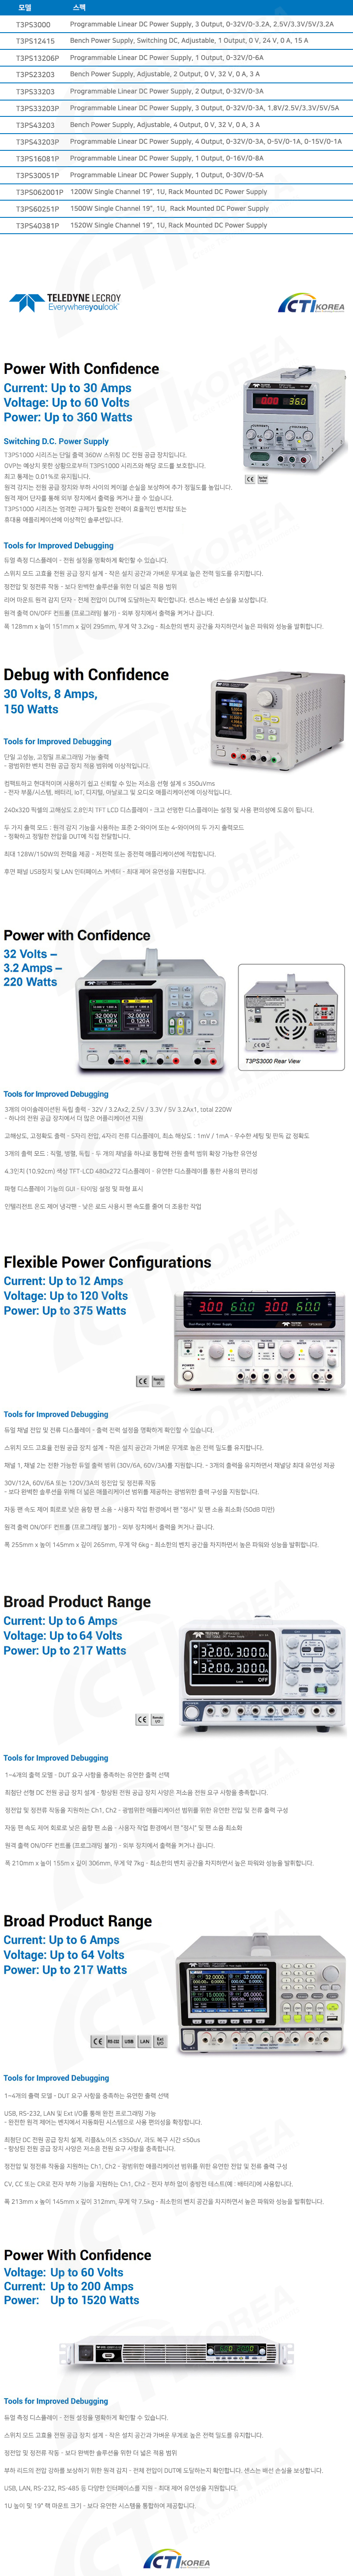 모델 스펙
T3PS3000 Programmable Linear DC Power Supply, 3 Output, 0-32V/0-3.2A, 2.5V/3.3V/5V/3.2A
T3PS12415 Bench Power Supply, Switching DC, Adjustable, 1 Output, 0 V, 24 V, 0 A, 15 A
T3PS13206P Programmable Linear DC Power Supply, 1 Output, 0-32V/0-6A
T3PS23203 Bench Power Supply, Adjustable, 2 Output, 0 V, 32 V, 0 A, 3 A
T3PS33203 Programmable Linear DC Power Supply, 2 Output, 0-32V/0-3A
T3PS33203P Programmable Linear DC Power Supply, 3 Output, 0-32V/0-3A, 1.8V/2.5V/3.3V/5V/5A
T3PS43203 Bench Power Supply, Adjustable, 4 Output, 0 V, 32 V, 0 A, 3 A
T3PS43203P Programmable Linear DC Power Supply, 4 Output, 0-32V/0-3A, 0-5V/0-1A, 0-15V/0-1A
T3PS16081P Programmable Linear DC Power Supply, 1 Output, 0-16V/0-8A
T3PS30051P Programmable Linear DC Power Supply, 1 Output, 0-30V/0-5A
T3PS062001P 1200W Single Channel 19", 1U, Rack Mounted DC Power Supply
T3PS60251P 1500W Single Channel 19", 1U, Rack Mounted DC Power Supply
T3PS40381P 1520W Single Channel 19", 1U, Rack Mounted DC Power Supply
TELEDYNE LECROY
Everywhereyoulook
CTI KOREA
Power With Confidence
Current: Up to 30 Amps
Voltage: Up to 60 Volts
Power: Up to 360 Watts
Switching D.C. Power Supply
T3PS1000 시리즈는 단일 출력 360W 스위칭 DC 전원 공급 장치입니다.
OVP는 예상치 못한 상황으로부터 T3PS1000 시리즈와 해당 로드를 보호합니다.
최고 통제는 0.01%로 유지됩니다.
원격 감지는 전원 공급 장치와 부하 사이의 케이블 손실을 보상하여 추가 정밀도를 높입니다.
원격 제어 단자를 통해 외부 장치에서 출력을 켜거나 끌 수 있습니다.
T3PS1000 시리즈는 엄격한 규제가 필요한 전력이 효율적인 벤치탑 또는
휴대용 애플리케이션에 이상적인 솔루션입니다.
Tools for Improved Debugging
듀얼 측정 디스플레이 - 전원 설정을 명확하게 확인할 수 있습니다.
스위치 모드 고효율 전원 공급 장치 설계 - 작은 설치 공간과 가벼운 무게로 높은 전력 밀도를 유지합니다.
정전압 및 정전류 작동 - 보다 완벽한 솔루션을 위한 더 넓은 적용 범위
리어 마운트 원격 감지 단자 - 전체 전압이 DUT에 도달하는지 확인합니다. 센스는 배선 손실을 보상합니다.
원격 출력 ON/OFF 컨트롤 (프로그래밍 불가) - 외부 장치에서 출력을 켜거나 끕니다.
폭 128mm x 높이 151mm x 깊이 295mm, 무게 약 3.2kg - 최소한의 벤치 공간을 차지하면서 높은 파워와 성능을 발휘합니다.
Debug with Confidence
30 Volts, 8 Amps,
150 Watts
Tools for Improved Debugging
단일 고성능, 고정밀 프로그래밍 가능 출력
- 광범위한 벤치 전원 공급 장치 적용 범위에 이상적입니다.
컴팩트하고 현대적이며 사용하기 쉽고 신뢰할 수 있는 저소음 선형 설계 ≤ 350uVms
- 전자 부품/시스템, 배터리, IoT, 디지털, 아날로그 및 오디오 애플리케이션에 이상적입니다.
240x320 픽셀의 고해상도 2.8인치 TFT LCD 디스플레이 - 크고 선명한 디스플레이는 설정 및 사용 편의성에 도움이 됩니다.
두 가지 출력 모드 : 원격 감지 기능을 사용하는 표준 2-와이어 또는 4-와이어의 두 가지 출력모드
- 정확하고 정밀한 전압을 DUT에 직접 전달합니다.
최대 128W/150W의 전력을 제공 - 저전력 또는 중전력 애플리케이션에 적합합니다.
후면 패널 USB장치 및 LAN 인터페이스 커넥터 - 최대 제어 유연성을 지원합니다.
Power with Confidence
32 Volts –
3.2 Amps –
220 Watts
T3PS3000 Rear View
Tools for Improved Debugging
3개의 아이솔레이션된 독립 출력 - 32V / 3.2Ax2, 2.5V / 3.3V / 5V 3.2Ax1, total 220W
- 하나의 전원 공급 장치에서 더 많은 어플리케이션 지원
고해상도, 고정확도 출력 - 5자리 전압, 4자리 전류 디스플레이, 최소 해상도 : 1mV / 1mA - 우수한 세팅 및 판독 값 정확도
3개의 출력 모드 : 직렬, 병렬, 독립 - 두 개의 채널을 하나로 통합해 전원 출력 범위 확장 가능한 유연성
4.3인치 (10.92cm) 색상 TFT-LCD 480x272 디스플레이 - 유연한 디스플레이를 통한 사용의 편리성
파형 디스플레이 기능의 GUI - 타이밍 설정 및 파형 표시
인텔리전트 온도 제어 냉각팬 - 낮은 로드 사용시 팬 속도를 줄여 더 조용한 작업
Flexible Power Configurations
Current: Up to 12 Amps
Voltage: Up to 120 Volts
Power: Up to 375 Watts
Tools for Improved Debugging
듀얼 채널 전압 및 전류 디스플레이 - 출력 전력 설정을 명확하게 확인할 수 있습니다.
스위치 모드 고효율 전원 공급 장치 설계 - 작은 설치 공간과 가벼운 무게로 높은 전력 밀도를 유지합니다.
채널 1, 채널 2는 전환 가능한 듀얼 출력 범위 (30V/6A, 60V/3A)를 지원합니다. - 3개의 출력을 유지하면서 채널당 최대 유연성 제공
30V/12A, 60V/6A 또는 120V/3A의 정전압 및 정전류 작동
- 보다 완벽한 솔루션을 위해 더 넓은 애플리케이션 범위를 제공하는 광범위한 출력 구성을 지원합니다.
자동 팬 속도 제어 회로로 낮은 음향 팬 소음 - 사용자 작업 환경에서 팬 "정시" 및 팬 소음 최소화 (50dB 미만)
원격 출력 ON/OFF 컨트롤 (프로그래밍 불가) - 외부 장치에서 출력을 켜거나 끕니다.
폭 255mm x 높이 145mm x 깊이 265mm, 무게 약 6kg - 최소한의 벤치 공간을 차지하면서 높은 파워와 성능을 발휘합니다.
Broad Product Range
Current: Up to 6 Amps
Voltage: Up to 64 Volts
Power: Up to 217 Watts
Tools for Improved Debugging
1~4개의 출력 모델 - DUT 요구 사항을 충족하는 유연한 출력 선택
최첨단 선형 DC 전원 공급 장치 설계 - 향상된 전원 공급 장치 사양은 저소음 전원 요구 사항을 충족합니다.
정전압 및 정전류 작동을 지원하는 Ch1, Ch2 - 광범위한 애플리케이션 범위를 위한 유연한 전압 및 전류 출력 구성
자동 팬 속도 제어 회로로 낮은 음향 팬 소음 - 사용자 작업 환경에서 팬 "정시" 및 팬 소음 최소화
원격 출력 ON/OFF 컨트롤 (프로그래밍 불가) - 외부 장치에서 출력을 켜거나 끕니다.
폭 210mm x 높이 155m x 깊이 306mm, 무게 약 7kg - 최소한의 벤치 공간을 차지하면서 높은 파워와 성능을 발휘합니다.
Broad Product Range
Current: Up to 6 Amps
Voltage: Up to 64 Volts
Power: Up to 217 Watts
RS-232 USB LAN Ext I/O
Tools for Improved Debugging
1~4개의 출력 모델 - DUT 요구 사항을 충족하는 유연한 출력 선택
USB, RS-232, LAN 및 Ext I/O를 통해 완전 프로그래밍 가능
- 완전한 원격 제어는 벤치에서 자동화된 시스템으로 사용 편의성을 확장합니다.
최첨단 DC 전원 공급 장치 설계, 리플&노이즈 ≤350uV, 과도 복구 시간 ≤50us
- 향상된 전원 공급 장치 사양은 저소음 전원 요구 사항을 충족합니다.
정전압 및 정전류 작동을 지원하는 Ch1, Ch2 - 광범위한 애플리케이션 범위를 위한 유연한 전압 및 전류 출력 구성
CV, CC 또는 CR로 전자 부하 기능을 지원하는 Ch1, Ch2 - 전자 부하 없이 충방전 테스트(예 : 배터리)에 사용합니다.
폭 213mm x 높이 145mm x 깊이 312mm, 무게 약 7.5kg - 최소한의 벤치 공간을 차지하면서 높은 파워와 성능을 발휘합니다.
Power With Confidence
Voltage: Up to 60 Volts
Current: Up to 200 Amps
Power: Up to 1520 Watts
Tools for Improved Debugging
듀얼 측정 디스플레이 - 전원 설정을 명확하게 확인할 수 있습니다.
스위치 모드 고효율 전원 공급 장치 설계 - 작은 설치 공간과 가벼운 무게로 높은 전력 밀도를 유지합니다.
정전압 및 정전류 작동 - 보다 완벽한 솔루션을 위한 더 넓은 적용 범위
부하 리드의 전압 강하를 보상하기 위한 원격 감지 - 전체 전압이 DUT에 도달하는지 확인합니다. 센스는 배선 손실을 보상합니다.
USB, LAN, RS-232, RS-485 등 다양한 인터페이스를 지원 - 최대 제어 유연성을 지원합니다.
1U 높이 및 19" 랙 마운트 크기 - 보다 유연한 시스템을 통합하여 제공합니다.
CTI KOREA